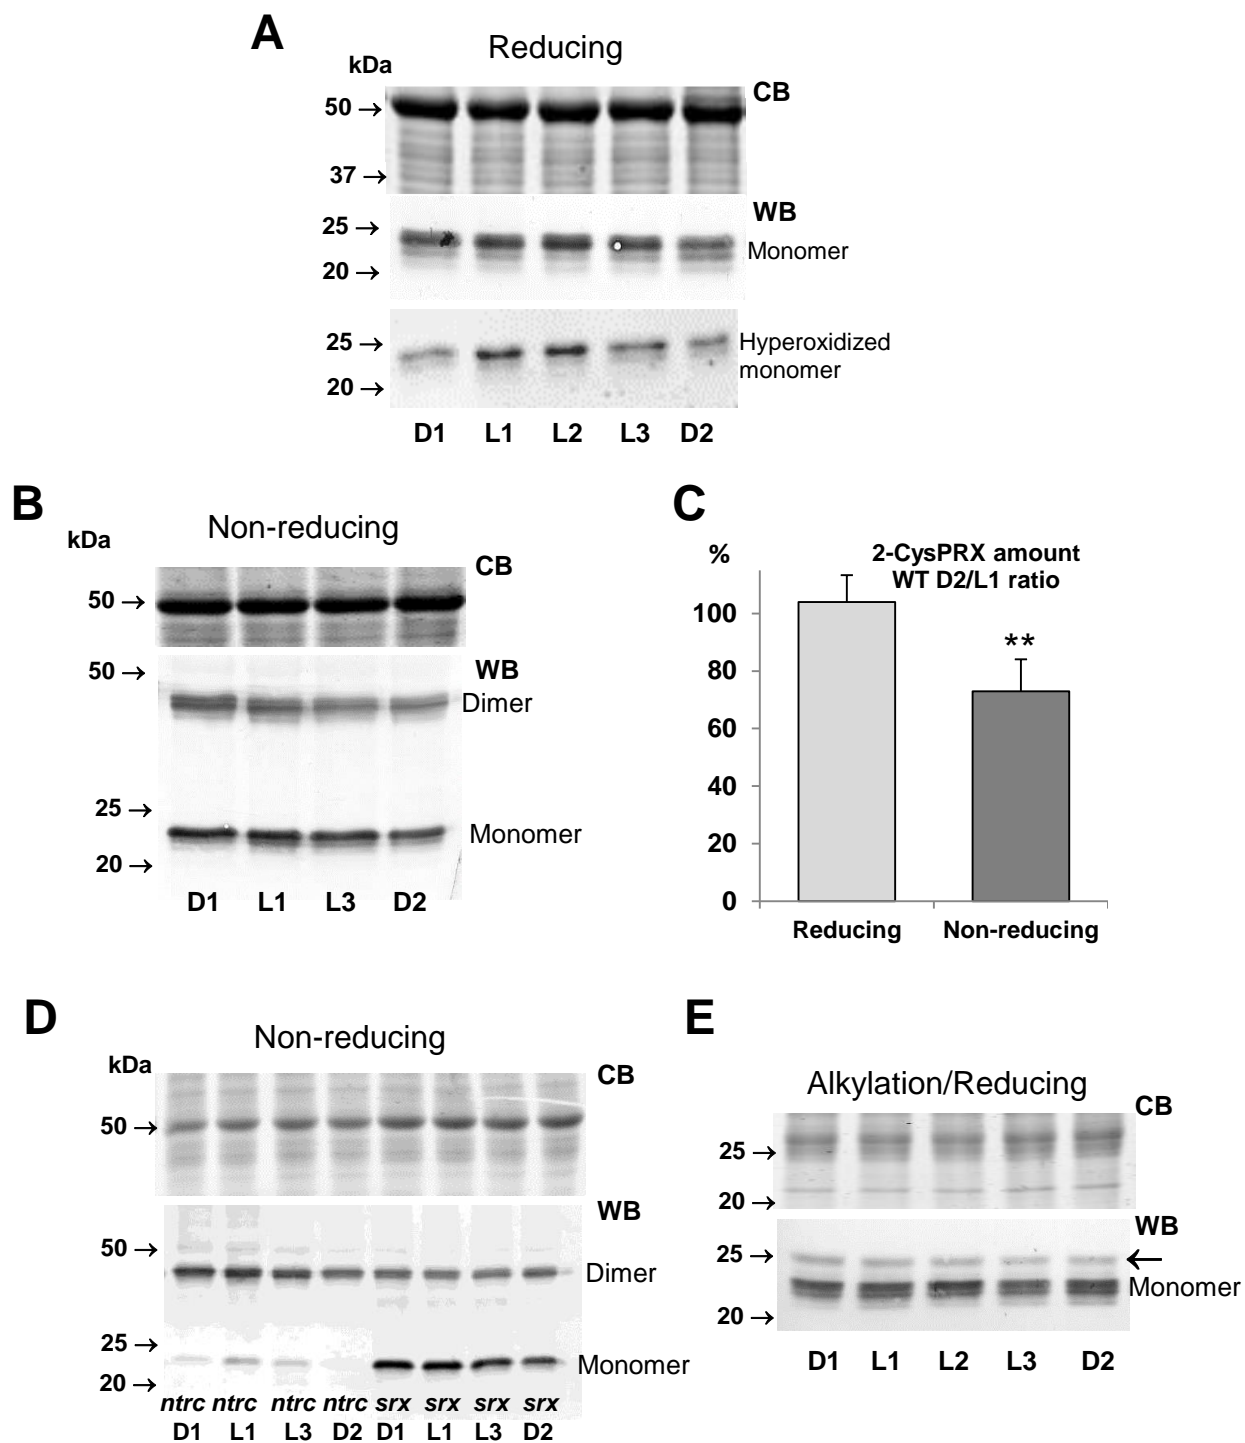 A
Reducing
kDa
CB
50 →
37 →
WB
25 →
Monomer
20 →
25 →
Hyperoxidized
monomer
20 →
D1 L1 L2 L3 D2
B
Non-reducing
kDa
CB
50 →
50 →
WB
Dimer
25 →
Monomer
20 →
D1 L1 L3 D2
C
%
2-CysPRX amount
WT D2/L1 ratio
100
**
80
60
40
20
0
Reducing Non-reducing
D
Non-reducing
kDa
CB
50 →
WB
50 →
Dimer
25 →
Monomer
20 →
ntrc ntrc ntrc ntrc srx srx srx srx
D1 L1 L3 D2 D1 L1 L3 D2
E
Alkylation/Reducing
CB
25 →
20 →
WB
25 →
←
Monomer
20 →
D1 L1 L2 L3 D2